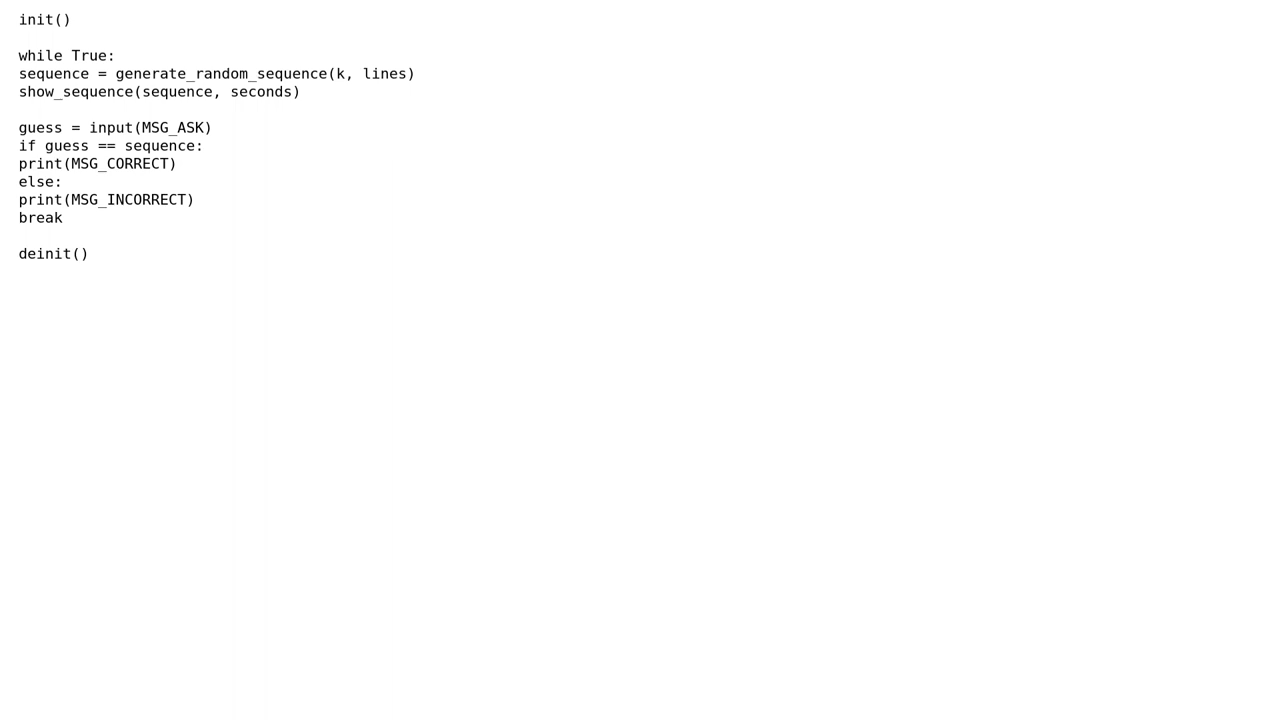 init()

while True:
sequence = generate_random_sequence(k, lines)
show_sequence(sequence, seconds)

guess = input(MSG_ASK)
if guess == sequence:
print(MSG_CORRECT)
else:
print(MSG_INCORRECT)
break

deinit()